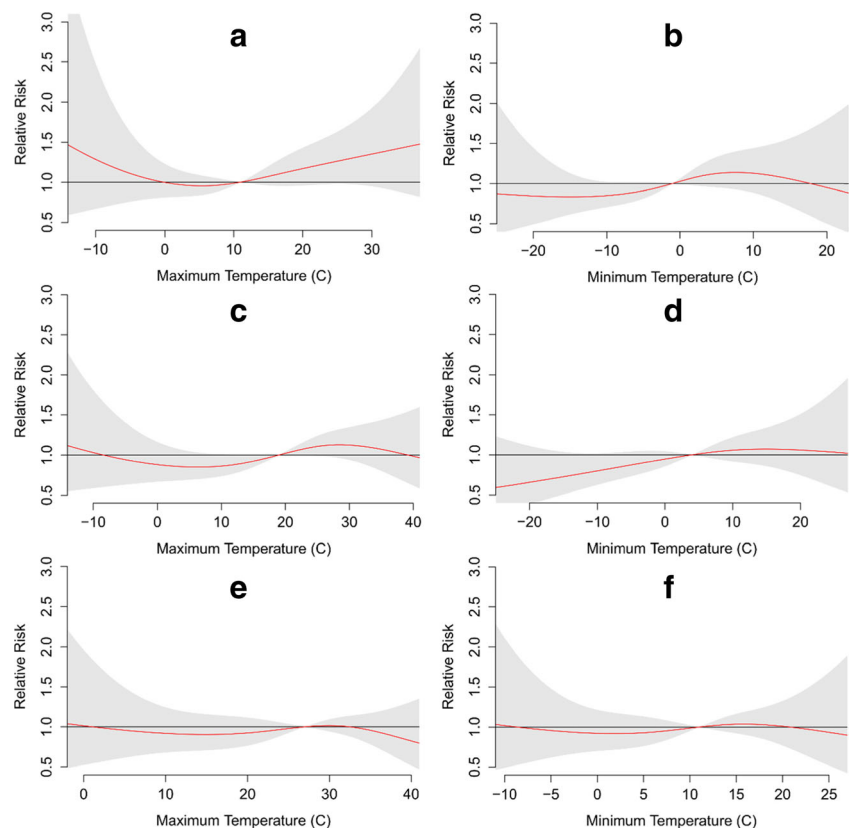 a
Relative Risk
0.5 1.0 1.5 2.0 2.5 3.0
−10 0 10 20 30
Maximum Temperature (C)
b
Relative Risk
0.5 1.0 1.5 2.0 2.5 3.0
−20 −10 0 10 20
Minimum Temperature (C)
c
Relative Risk
0.5 1.0 1.5 2.0 2.5 3.0
−10 0 10 20 30 40
Maximum Temperature (C)
d
Relative Risk
0.5 1.0 1.5 2.0 2.5 3.0
−20 −10 0 10 20
Minimum Temperature (C)
e
Relative Risk
0.5 1.0 1.5 2.0 2.5 3.0
0 10 20 30 40
Maximum Temperature (C)
f
Relative Risk
0.5 1.0 1.5 2.0 2.5 3.0
−10 −5 0 5 10 15 20 25
Minimum Temperature (C)